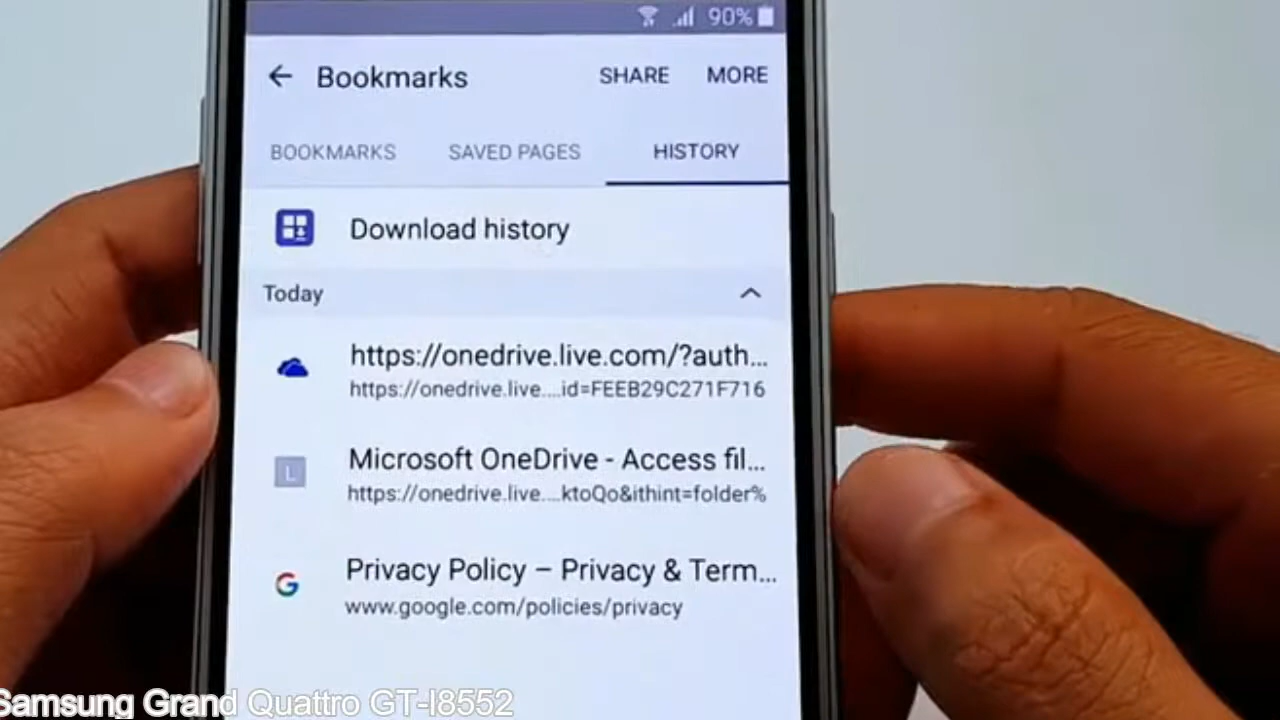 90%
Bookmarks SHARE MORE
BOOKMARKS SAVED PAGES HISTORY
Download history
Today
https://onedrive.live.com/?auth...
https://onedrive.live....id=FEEB29C271F716
L
Microsoft OneDrive - Access fil...
https://onedrive.live....ktoQo&ithint=folder%
G
Privacy Policy – Privacy & Term...
www.google.com/policies/privacy
Samsung Grand Quattro GT-I8552